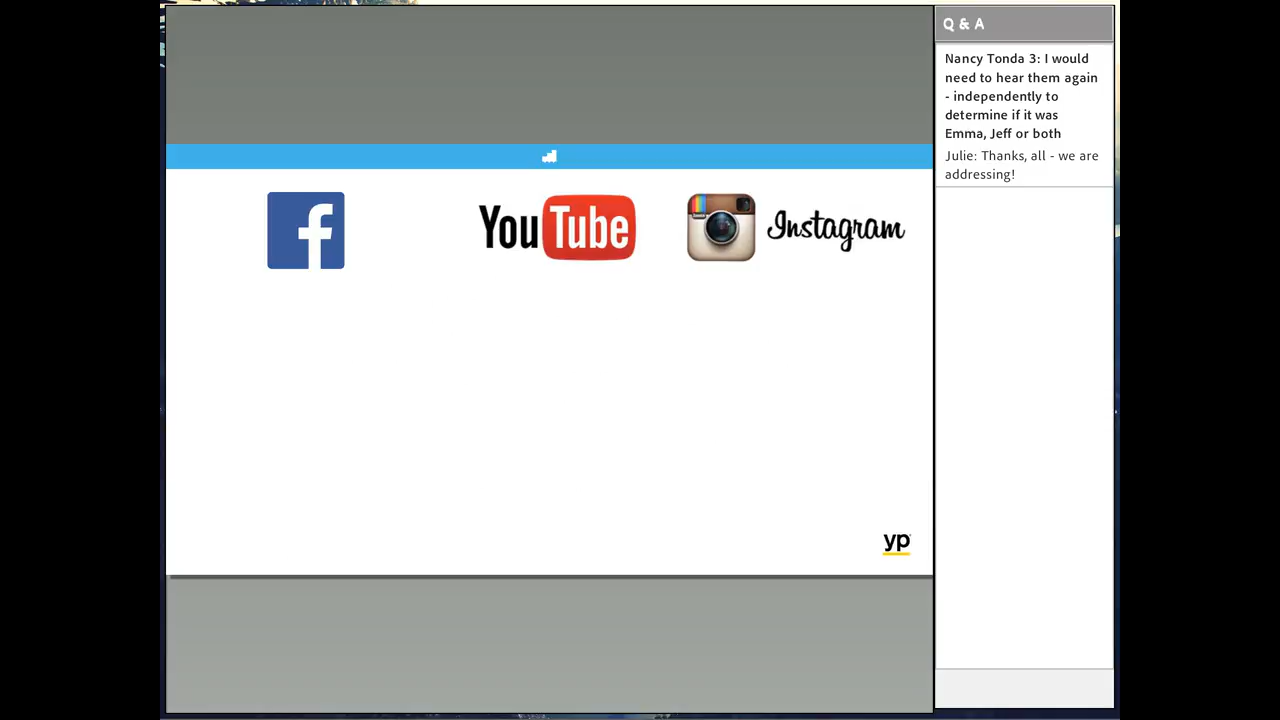 Q & A
Nancy Tonda 3: I would
need to hear them again
- independently to
determine if it was
Emma, Jeff or both
Julie: Thanks, all - we are
addressing!
f
YouTube
Instagram
yp